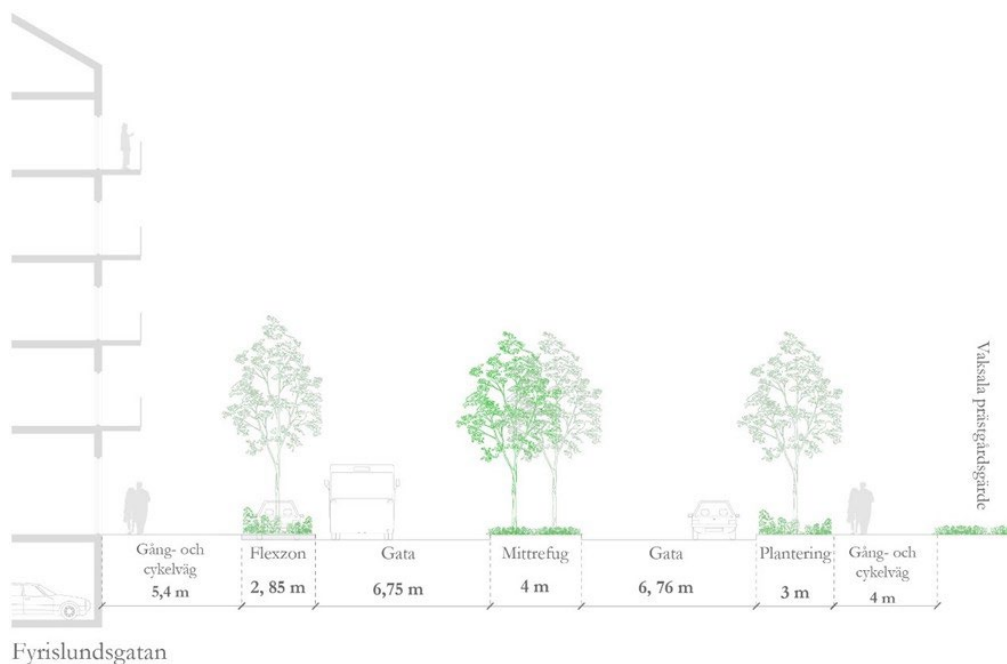 Vaksala prästgårdsgärde
Gång- och
cykelväg
5,4 m
Flexzon
2, 85 m
Gata
6,75 m
Mittrefug
4 m
Gata
6, 76 m
Plantering
3 m
Gång- och
cykelväg
4 m
Fyrislundsgatan